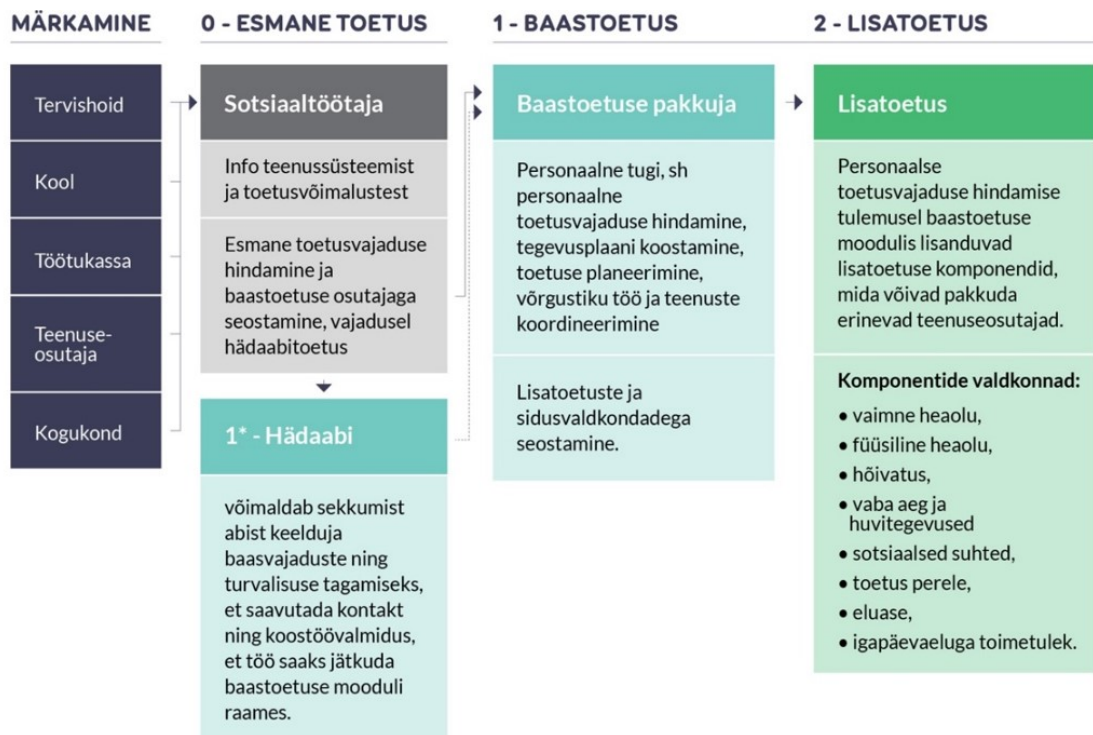 MÄRKAMINE
Tervishoid
Kool
Töötukassa
Teenuse-
osutaja
Kogukond
0 - ESMANE TOETUS
Sotsiaaltöötaja
Info teenussüsteemist
ja toetusvõimalustest
Esmane toetusvajaduse
hindamine ja
baastoetuse osutajaga
seostamine, vajadusel
hädaabitoetus
1* - Hädaabi
võimaldab sekkumist
abist keelduja
baasvajaduste ning
turvalisuse tagamiseks,
et saavutada kontakt
ning koostöövalmidus,
et töö saaks jätkuda
baastoetuse mooduli
raames.
1 - BAASTOETUS
Baastoetuse pakkuja
Personaalne tugi, sh
personaalne
toetusvajaduse hindamine,
tegevusplaani koostamine,
toetuse planeerimine,
võrgustiku töö ja teenuste
koordineerimine
Lisatoetuste ja
sidusvaldkondadega
seostamine.
2 - LISATOETUS
Lisatoetus
Personaalse
toetusvajaduse hindamise
tulemusel baastoetuse
moodulis lisanduvad
lisatoetuse komponendid,
mida võivad pakkuda
erinevad teenuseosutajad.
Komponentide valdkonnad:
• vaimne heaolu,
• füüsiline heaolu,
• hõivatus,
• vaba aeg ja
huvitegevused
• sotsiaalsed suhted,
• toetus perele,
• eluase,
• igapäevaeluga toimetulek.